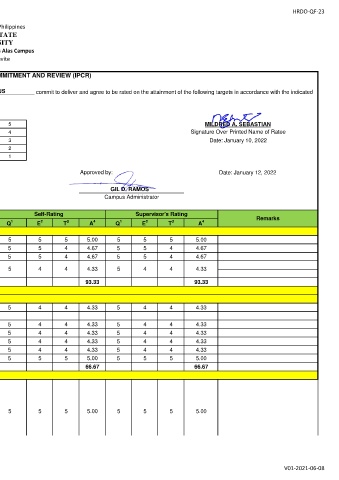 HRDO-QF-23
Philippines
TATE
SITY
Alas Campus
vite
MMITMENT AND REVIEW (IPCR)
US commit to deliver and agree to be rated on the attainment of the following targets in accordance with the indicated
MILDRED A. SEBASTIAN
5 Signature Over Printed Name of Ratee
4 Date: January 10, 2022
3
2
1
Approved by: Date: January 12, 2022
GIL D. RAMOS
Campus Administrator
Self-Rating Supervisor's Rating Remarks
Q¹ E² T³ A⁴ Q¹ E² T³ A⁴
5 5 5 5.00 5 5 5 5.00
5 5 4 4.67 5 5 4 4.67
5 5 4 4.67 5 5 4 4.67
5 4 4 4.33 5 4 4 4.33
93.33 93.33
5 4 4 4.33 5 4 4 4.33
5 4 4 4.33 5 4 4 4.33
5 4 4 4.33 5 4 4 4.33
5 4 4 4.33 5 4 4 4.33
5 4 4 4.33 5 4 4 4.33
5 5 5 5.00 5 5 5 5.00
66.67 66.67
5 5 5 5.00 5 5 5 5.00
V01-2021-06-08